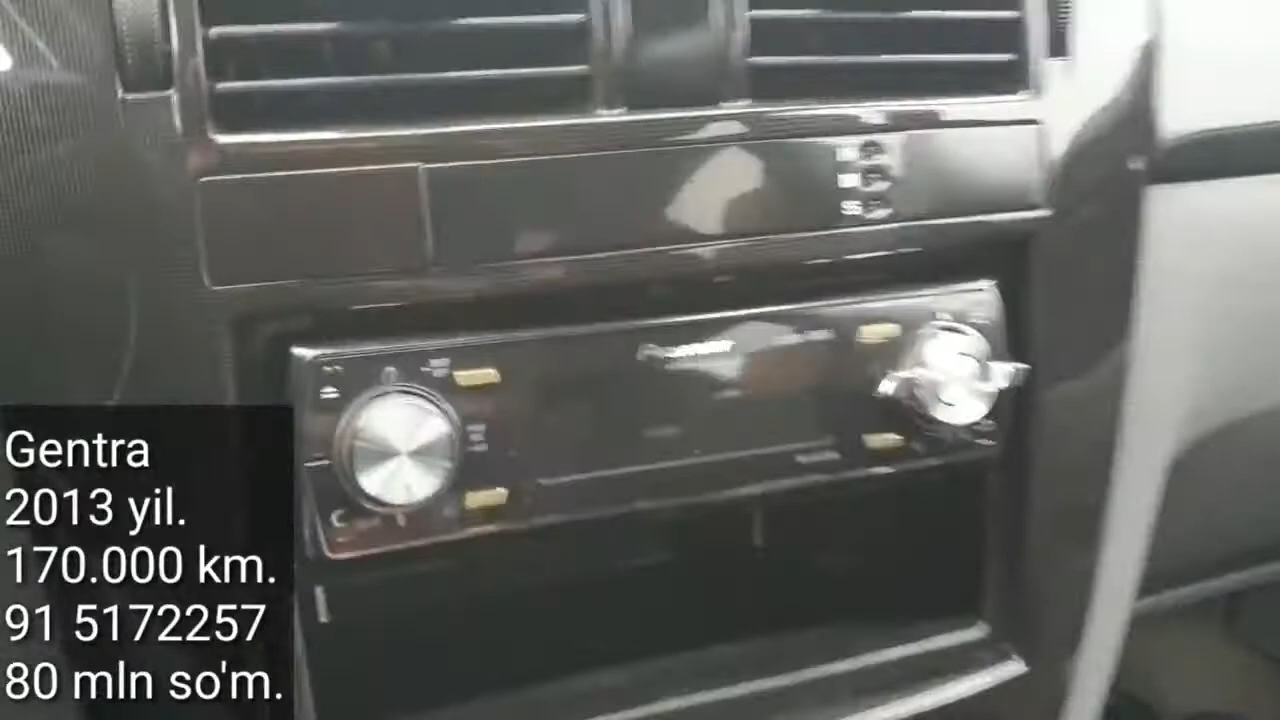 Gentra
2013 yil.
170.000 km.
91 5172257
80 mln so'm.